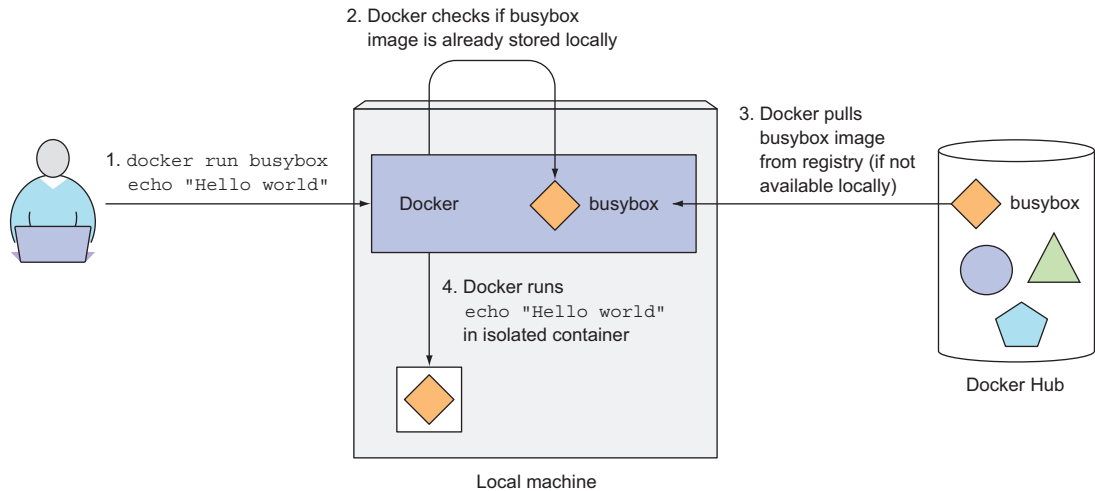 2. Docker checks if busybox
image is already stored locally
1. docker run busybox
echo "Hello world"
3. Docker pulls
busybox image
from registry (if not
available locally)
Docker
busybox
busybox
4. Docker runs
echo "Hello world"
in isolated container
Docker Hub
Local machine